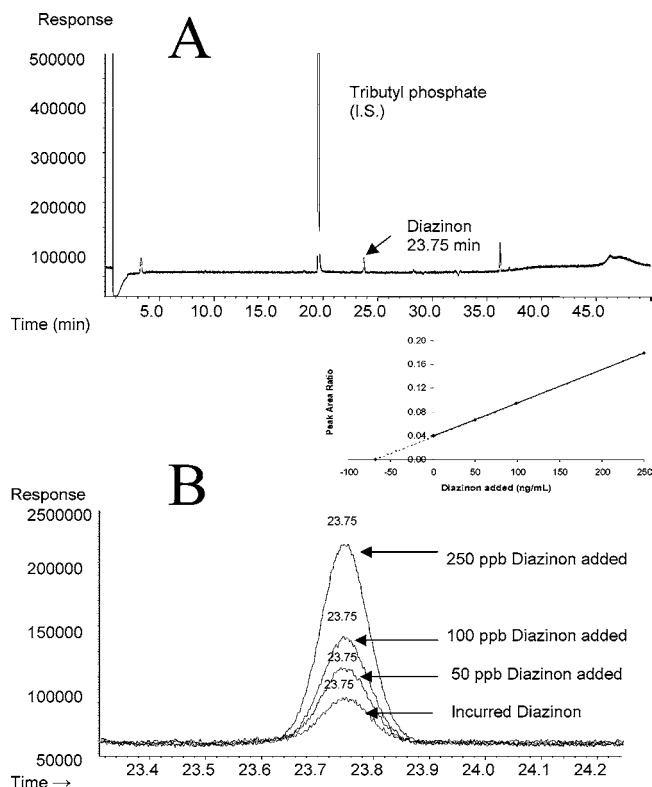 Response
A
500000
400000
300000
200000
100000
Tributyl phosphate
(I.S.)
Diazinon
23.75 min
5.0 10.0 15.0 20.0 25.0 30.0 35.0 40.0 45.0
Time (min)
Peak Area Ratio
0.20
0.16
0.12
0.08
0.04
0.00
-100 -50 0 50 100 150 200 250
Diazinon added (ng/mL)
B
Response
2500000
200000
150000
100000
50000
23.75
250 ppb Diazinon added
23.75
100 ppb Diazinon added
23.75
50 ppb Diazinon added
23.75
Incurred Diazinon
23.4 23.5 23.6 23.7 23.8 23.9 24.0 24.1 24.2
Time →